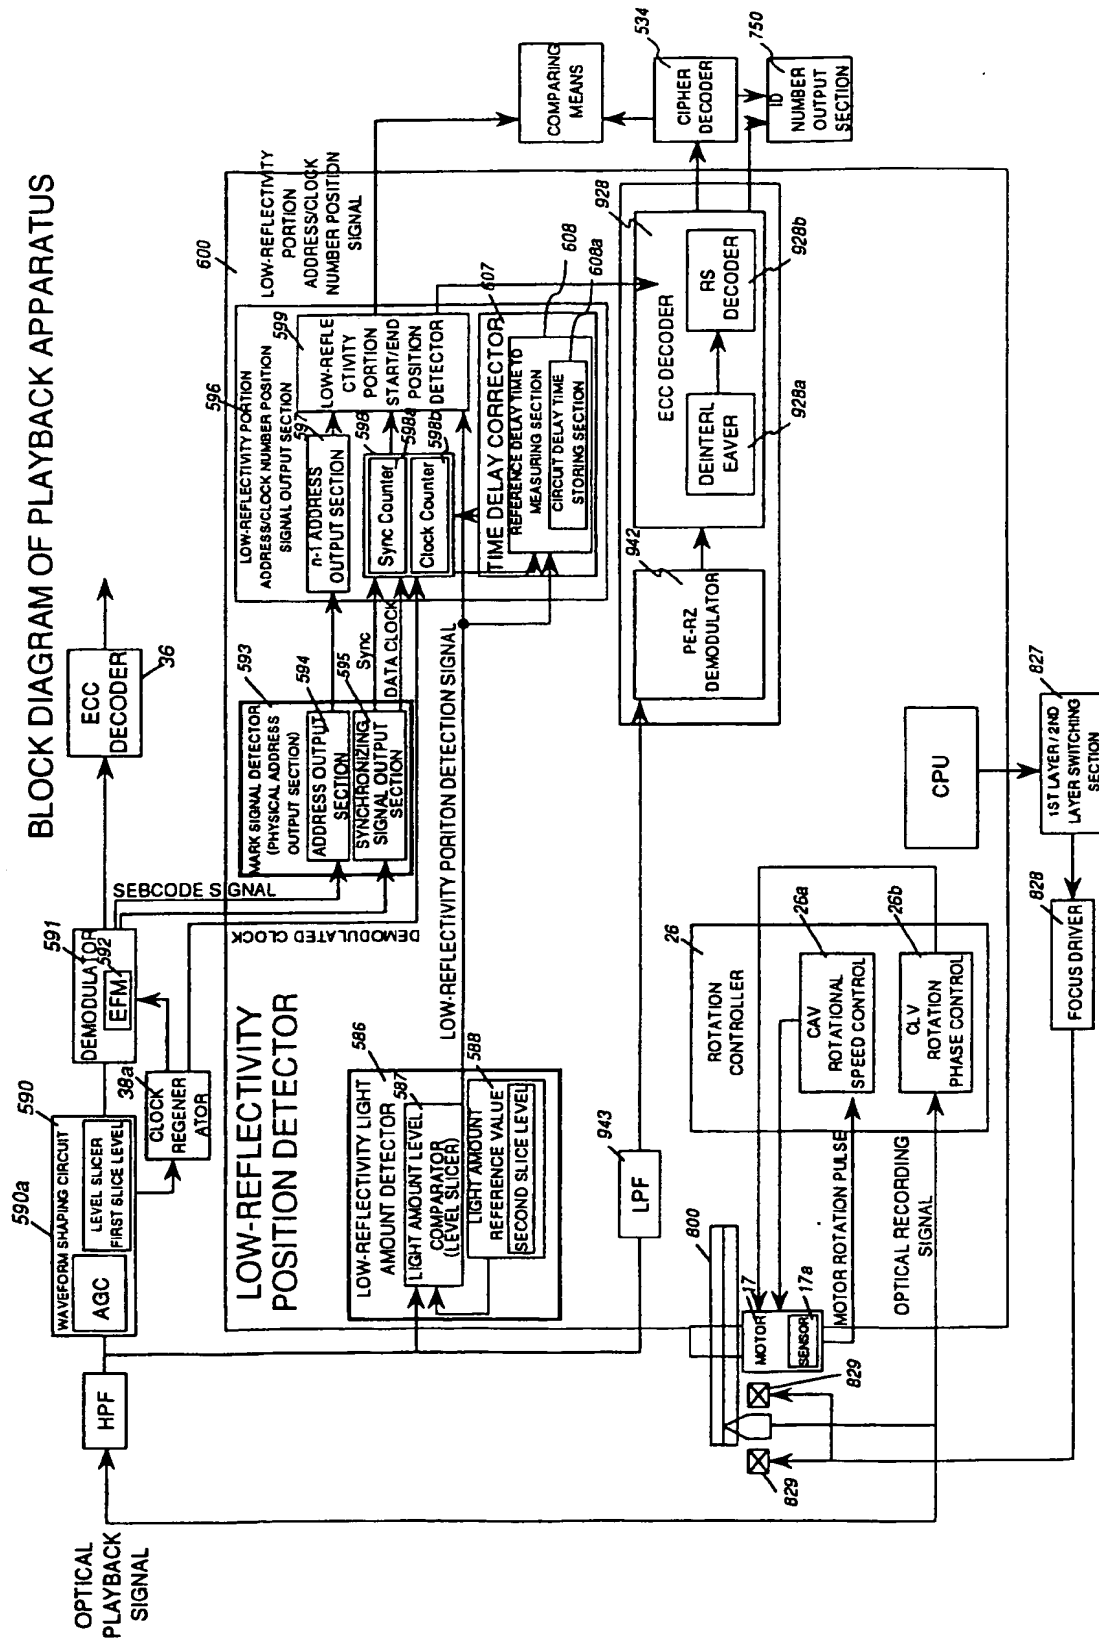 BLOCK DIAGRAM OF PLAYBACK APPARATUS
OPTICAL
PLAYBACK
SIGNAL
HPF
590a
590
WAVEFORM SHAPING CIRCUIT
AGC
LEVEL SLICER
FIRST SLICE LEVEL
38a
CLOCK
REGENER
ATOR
591
DEMODULATOR
592
EFM
ECC
DECODER
36
SEBCODE SIGNAL
DEMODULATED CLOCK
LOW-REFLECTIVITY
POSITION DETECTOR
586
LOW-REFLECTIVITY LIGHT
AMOUNT DETECTOR
587
LIGHT AMOUNT LEVEL
COMPARATOR
(LEVEL SLICER)
588
LIGHT AMOUNT
REFERENCE VALUE
SECOND SLICE LEVEL
LOW-REFLECTIVITY PORITON DETECTION SIGNAL
593
MARK SIGNAL DETECTOR
(PHYSICAL ADDRESS
OUTPUT SECTION)
594
ADDRESS OUTPUT
SECTION
595
SYNCHRONIZING
SIGNAL OUTPUT
SECTION
Sync
DATA CLOCK
596
LOW-REFLECTIVITY PORTION
ADDRESS/CLOCK NUMBER POSITION
SIGNAL OUTPUT SECTION
597
n-1 ADDRESS
OUTPUT SECTION
598
598a
Sync Counter
598b
Clock Counter
599
LOW-REFLE
CTIVITY
PORTION
START/END
POSITION
DETECTOR
600
LOW-REFLECTIVITY
PORTION
ADDRESS/CLOCK
NUMBER POSITION
SIGNAL
607
TIME DELAY CORRECTOR
608
REFERENCE DELAY TIME TO
MEASURING SECTION
608a
CIRCUIT DELAY TIME
STORING SECTION
COMPARING
MEANS
534
CIPHER
DECODER
750
ID
NUMBER
OUTPUT
SECTION
943
LPF
942
PE-RZ
DEMODULATOR
928
ECC DECODER
DEINTERL
EAVER
928a
RS
DECODER
928b
800
17
MOTOR
17a
SENSOR
829
829
MOTOR ROTATION PULSE
OPTICAL RECORDING
SIGNAL
26
ROTATION
CONTROLLER
26a
CAV
ROTATIONAL
SPEED CONTROL
26b
CLV
ROTATION
PHASE CONTROL
CPU
827
1ST LAYER/2ND
LAYER SWITCHING
SECTION
828
FOCUS DRIVER